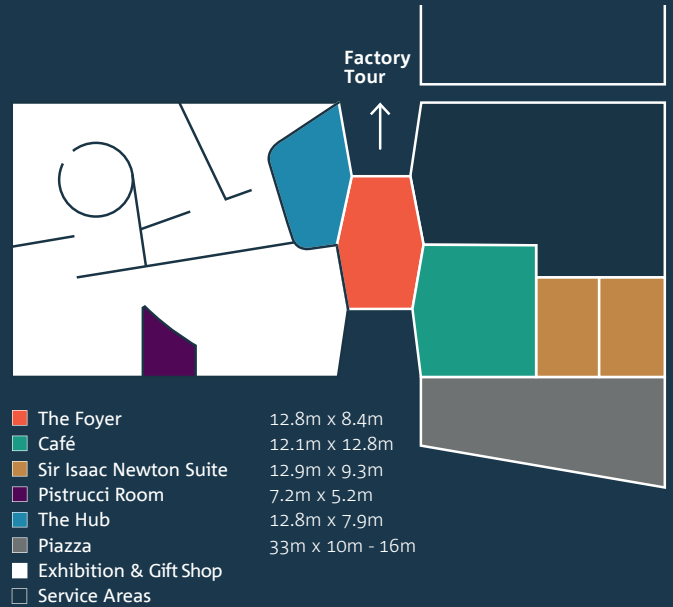 Factory
Tour
The Foyer 12.8m x 8.4m
Café 12.1m x 12.8m
Sir Isaac Newton Suite 12.9m x 9.3m
Pistrucci Room 7.2m x 5.2m
The Hub 12.8m x 7.9m
Piazza 33m x 10m - 16m
Exhibition & Gift Shop
Service Areas